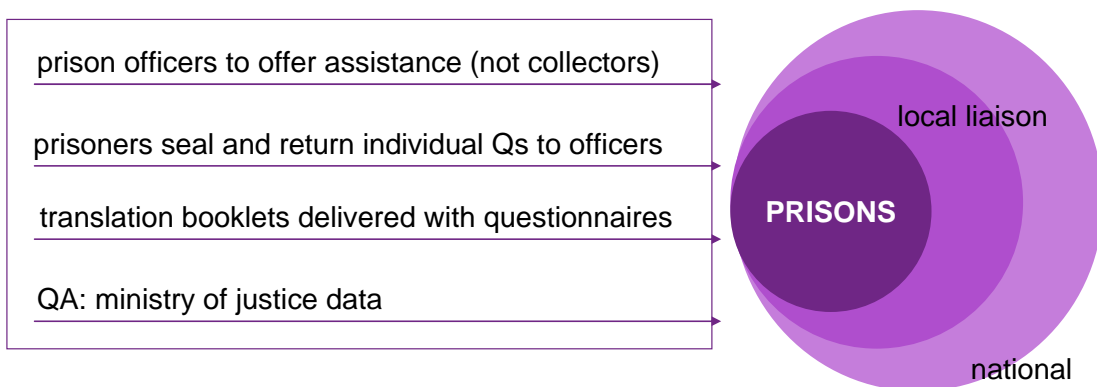 prison officers to offer assistance (not collectors)
prisoners seal and return individual Qs to officers
translation booklets delivered with questionnaires
QA: ministry of justice data
local liaison
PRISONS
national